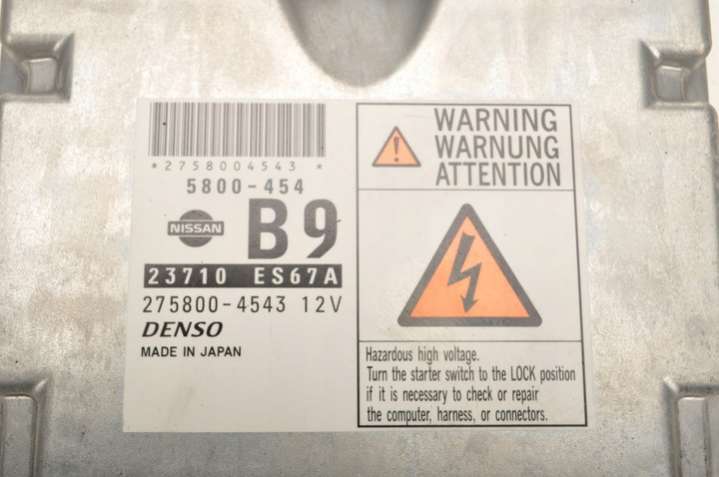 *2758004543*
5800-454
NISSAN
B9
23710 ES67A
275800-4543 12V
DENSO
MADE IN JAPAN
WARNING
WARNUNG
ATTENTION
Hazardous high voltage.
Turn the starter switch to the LOCK position
if it is necessary to check or repair
the computer, harness, or connectors.